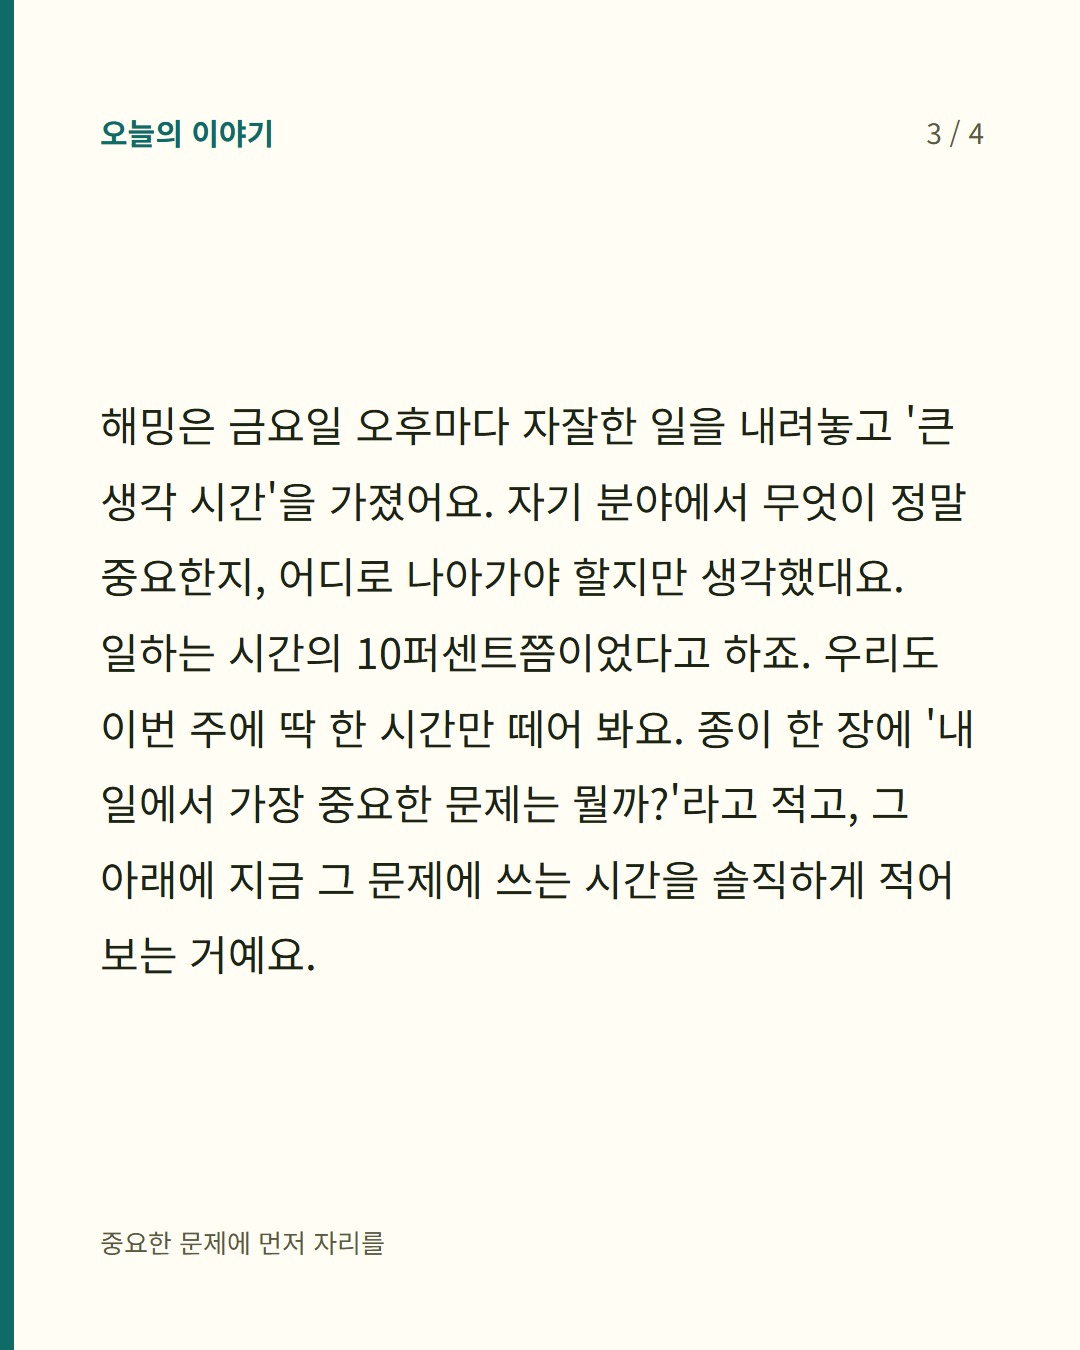 오늘의 이야기
3 / 4
해밍은 금요일 오후마다 자잘한 일을 내려놓고 '큰
생각 시간'을 가졌어요. 자기 분야에서 무엇이 정말
중요한지, 어디로 나아가야 할지만 생각했대요.
일하는 시간의 10퍼센트쯤이었다고 하죠. 우리도
이번 주에 딱 한 시간만 떼어 봐요. 종이 한 장에 '내
일에서 가장 중요한 문제는 뭘까?'라고 적고, 그
아래에 지금 그 문제에 쓰는 시간을 솔직하게 적어
보는 거예요.
중요한 문제에 먼저 자리를